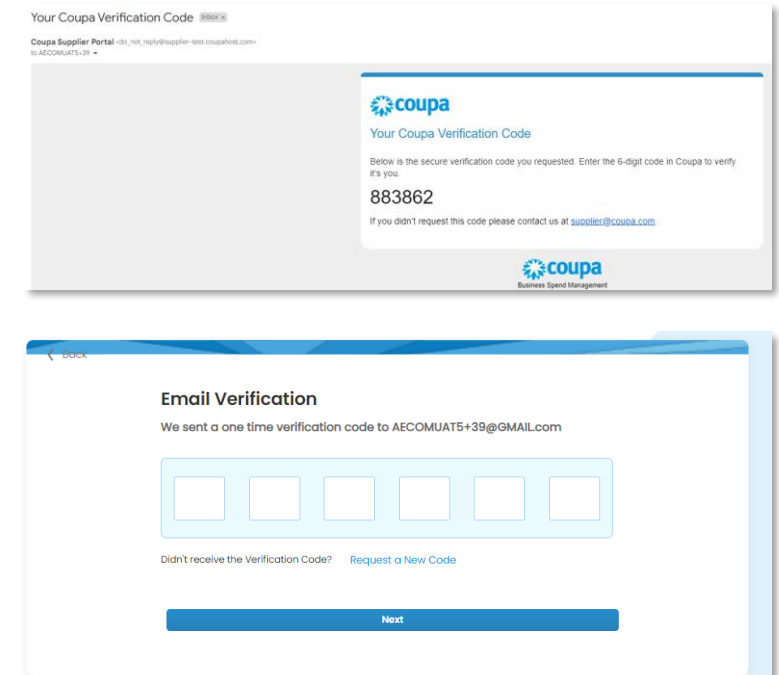 Your Coupa Verification Code Inbox x
Coupa Supplier Portal <do_not_reply@supplier-test.coupahost.com>
to AECOMUAT5+39
coupa
Your Coupa Verification Code
Below is the secure verification code you requested. Enter the 6-digit code in Coupa to verify
it's you.
883862
If you didn't request this code please contact us at supplier@coupa.com.
coupa
Business Spend Management
Back
Email Verification
We sent a one time verification code to AECOMUAT5+39@GMAIL.com
Didn't receive the Verification Code? Request a New Code
Next